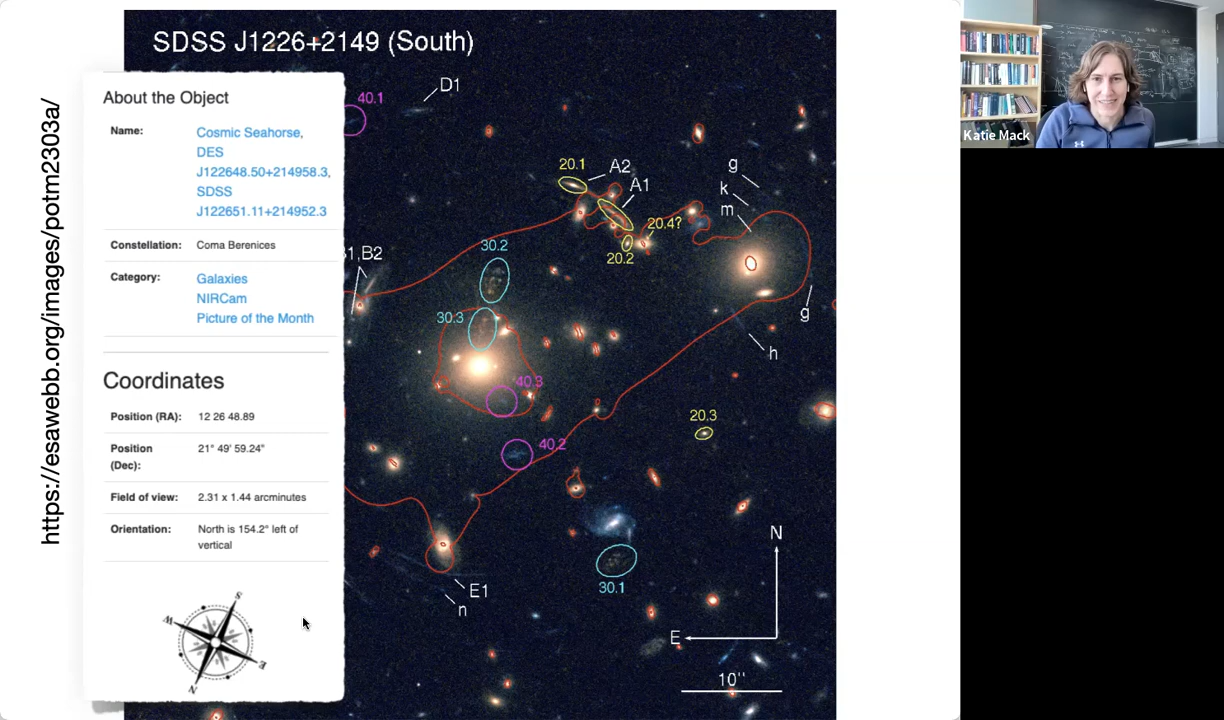 https://esawebb.org/images/potm2303a/
SDSS J1226+2149 (South)
About the Object
Name:
Cosmic Seahorse,
DES
J122648.50+214958.3,
SDSS
J122651.11+214952.3
Constellation:
Coma Berenices
Category:
Galaxies
NIRCam
Picture of the Month
Coordinates
Position (RA):
12 26 48.89
Position
(Dec):
21° 49' 59.24"
Field of view:
2.31 x 1.44 arcminutes
Orientation:
North is 154.2° left of
vertical
S
W
E
N
40.1
D1
20.1
A2
A1
20.4?
20.2
g
k
m
g
h
31,B2
30.2
30.3
40.3
40.2
20.3
30.1
E1
n
N
E
10"
Katie Mack